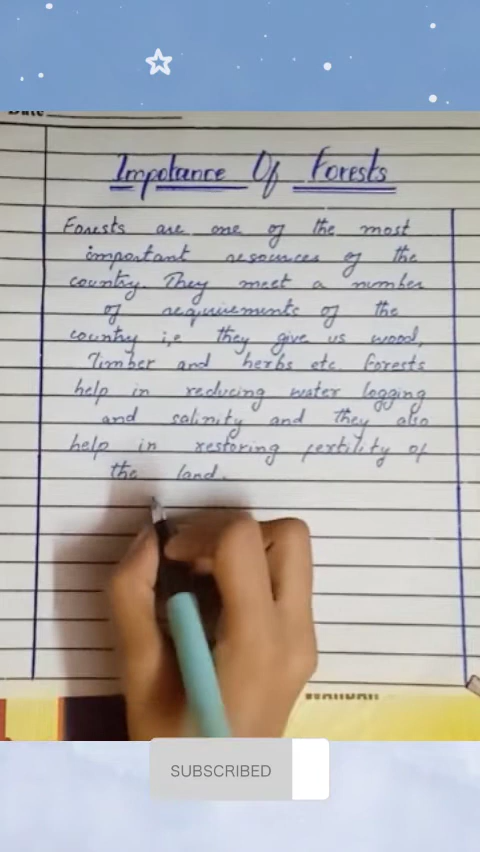 Date
Impotance Of Forests
Forests are one of the most
important resources of the
country. They meet a number
of requirements of the
country i,e they give us wood,
Timber and herbs etc. Forests
help in reducing water logging
and salinity and they also
help in restoring fertility of
the land.
SUBSCRIBED